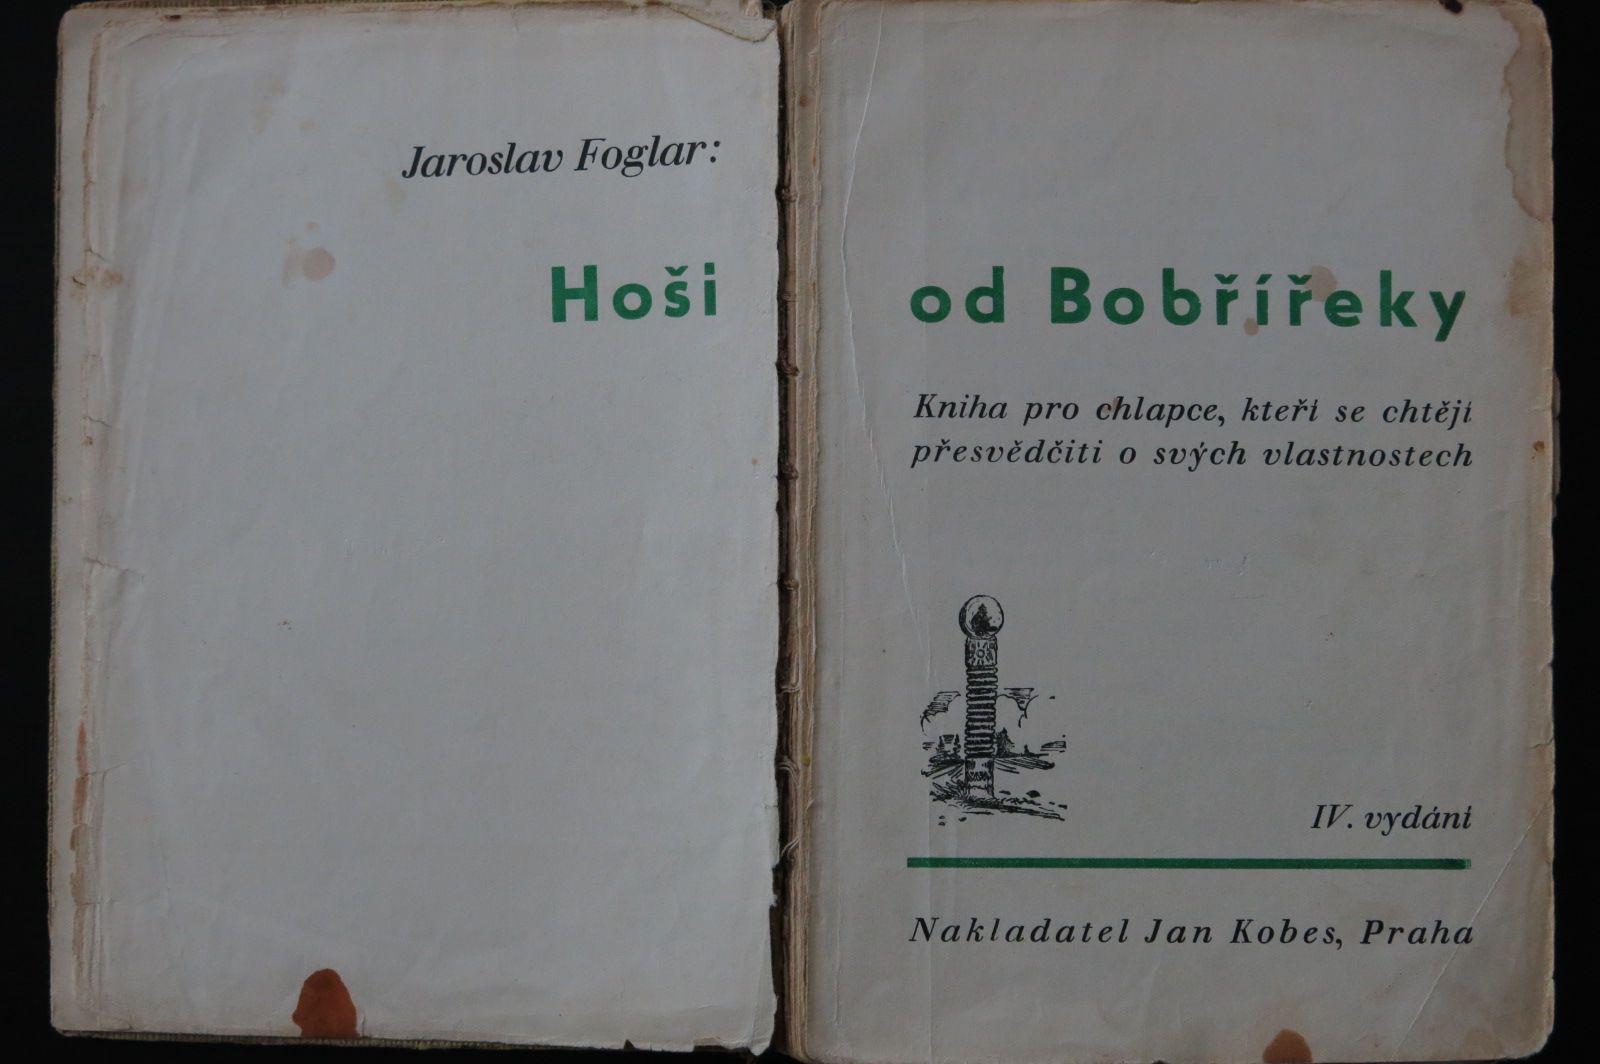 Jaroslav Foglar:
Hoši od Bobřířeky
Kniha pro chlapce, kteří se chtějí
přesvědčiti o svých vlastnostech
IV. vydání
Nakladatel Jan Kobes, Praha